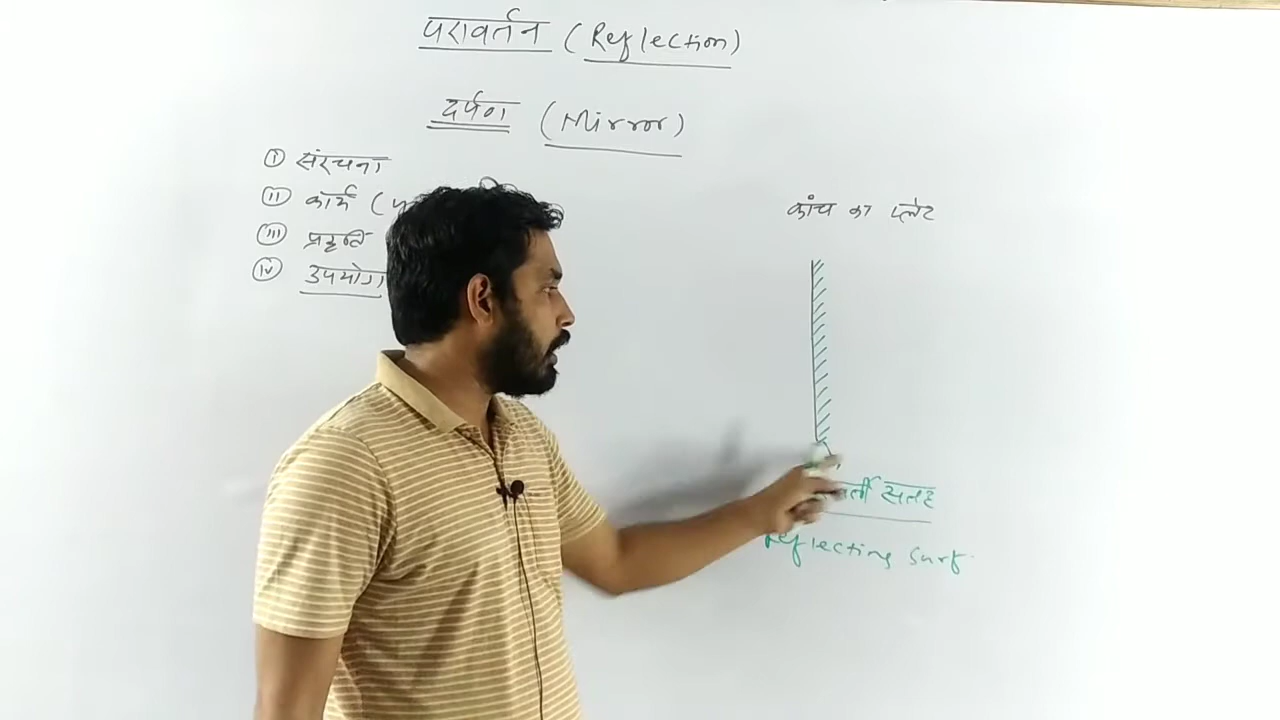 परावर्तन (Reflection)
दर्पण (Mirror)
(i) संरचना
(ii) कार्य (
(iii) प्रकृति
(iv) उपयोग
कांच का प्लेट
सतह
Reflecting Surf.